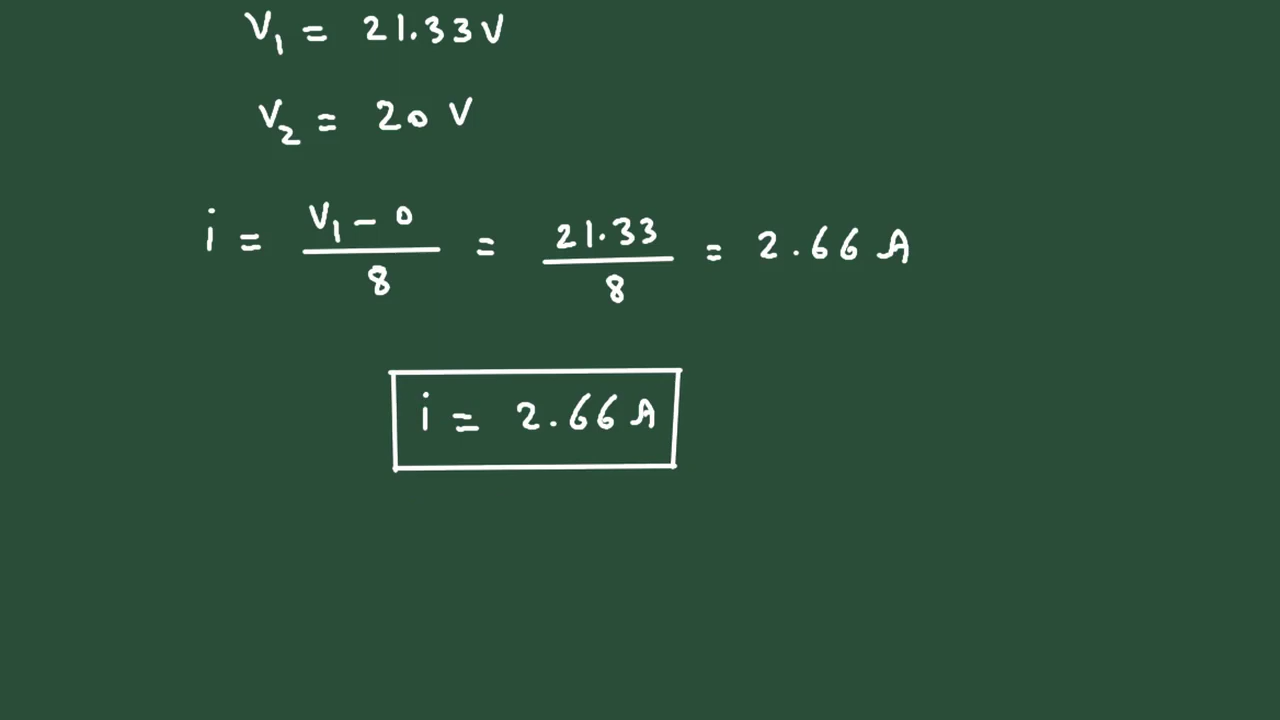 V₁ = 21.33V
V₂ = 20 V
i = (V₁ - 0)/8 = 21.33/8 = 2.66 A
i = 2.66 A